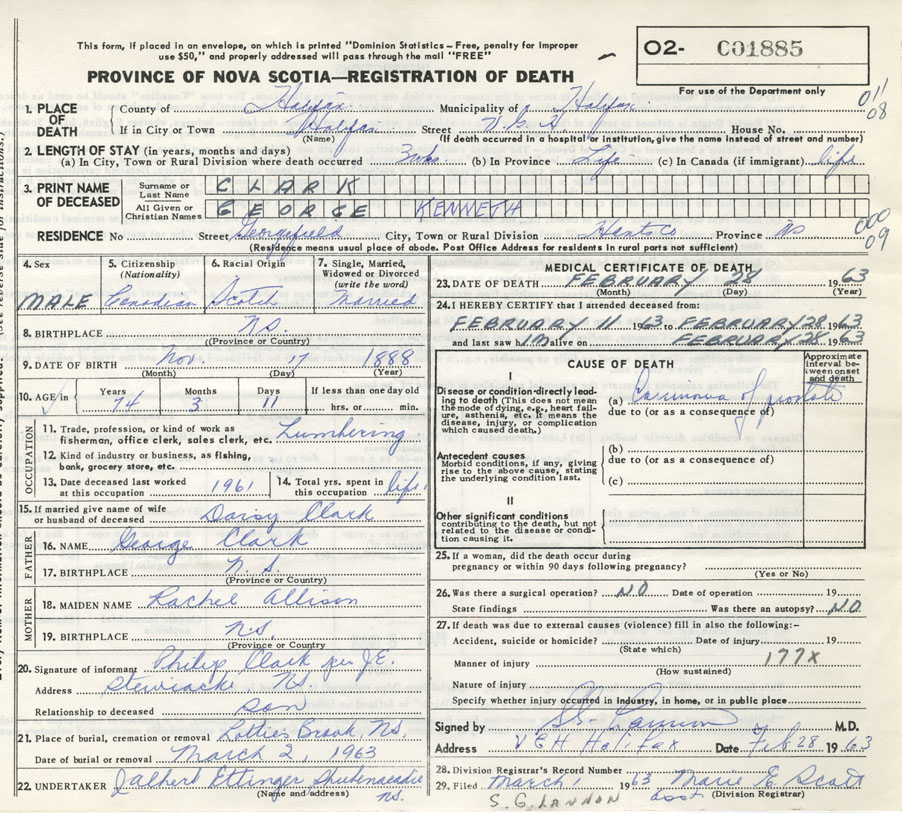 This form, if placed in an envelope, on which is printed "Dominion Statistics – Free, penalty for improper
use $50," and properly addressed will pass through the mail "FREE"
O2- C01885
PROVINCE OF NOVA SCOTIA—REGISTRATION OF DEATH
For use of the Department only
1. PLACE OF DEATH County of Halifax Municipality of Halifax 011
08
If in City or Town Halifax Street V.G.H. House No.
(Name) (If death occurred in a hospital or institution, give the name instead of street and number)
2. LENGTH OF STAY (in years, months and days)
(a) In City, Town or Rural Division where death occurred 3 wks. (b) In Province Life (c) In Canada (if immigrant) life
3. PRINT NAME OF DECEASED Surname or Last Name CLARK
All Given or Christian Names GEORGE KENNETH
000
09
RESIDENCE No Street Georgefield City, Town or Rural Division Hants Co Province NS
(Residence means usual place of abode. Post Office Address for residents in rural parts not sufficient)
4. Sex 5. Citizenship (Nationality) 6. Racial Origin 7. Single, Married, Widowed or Divorced (write the word)
MALE Canadian Scotch Married
8. BIRTHPLACE NS.
(Province or Country)
9. DATE OF BIRTH Nov. 17 1888
(Month) (Day) (Year)
10. AGE in Years Months Days If less than one day old
74 3 11 hrs. or min.
OCCUPATION
11. Trade, profession, or kind of work as
fisherman, office clerk, sales clerk, etc. Lumbering
12. Kind of industry or business, as fishing,
bank, grocery store, etc.
13. Date deceased last worked at this occupation 1961 14. Total yrs. spent in this occupation life
15. If married give name of wife
or husband of deceased Daisy Clark
FATHER
16. NAME George Clark
17. BIRTHPLACE N S
(Province or Country)
MOTHER
18. MAIDEN NAME Rachel Allison
19. BIRTHPLACE N.S.
(Province or Country)
20. Signature of informant Philip Clark per J.E.
Address Stewiacke NS.
Relationship to deceased son
21. Place of burial, cremation or removal Lotties Brook, NS
Date of burial or removal March 2, 1963
22. UNDERTAKER Jalbert Ettinger Shubenacadie
(Name and address) NS.
MEDICAL CERTIFICATE OF DEATH
23. DATE OF DEATH FEBRUARY 28 1963
(Month) (Day) (Year)
24. I HEREBY CERTIFY that I attended deceased from:
FEBRUARY 11 1963 to FEBRUARY 28 1963
and last saw him alive on FEBRUARY 28 1963
CAUSE OF DEATH Approximate interval between onset and death
I
Disease or condition directly leading to death (This does not mean the mode of dying, e.g., heart failure, asthenia, etc. It means the disease, injury, or complication which caused death.)
(a) Carcinoma of prostate
due to (or as a consequence of)
Antecedent causes
Morbid conditions, if any, giving rise to the above cause, stating the underlying condition last.
(b)
due to (or as a consequence of)
(c)
II
Other significant conditions
contributing to the death, but not related to the disease or condition causing it.
25. If a woman, did the death occur during
pregnancy or within 90 days following pregnancy?
(Yes or No)
26. Was there a surgical operation? NO Date of operation 19
State findings Was there an autopsy? NO
27. If death was due to external causes (violence) fill in also the following:–
Accident, suicide or homicide? Date of injury 19
(State which)
Manner of injury 177X
(How sustained)
Nature of injury
Specify whether injury occurred in Industry, in home, or in public place
Signed by M.D.
Address VGH Halifax Date Feb 28 1963
28. Division Registrar's Record Number
29. Filed March 1 1963 Marie E. Scott
S. G. LANNON asst (Division Registrar)